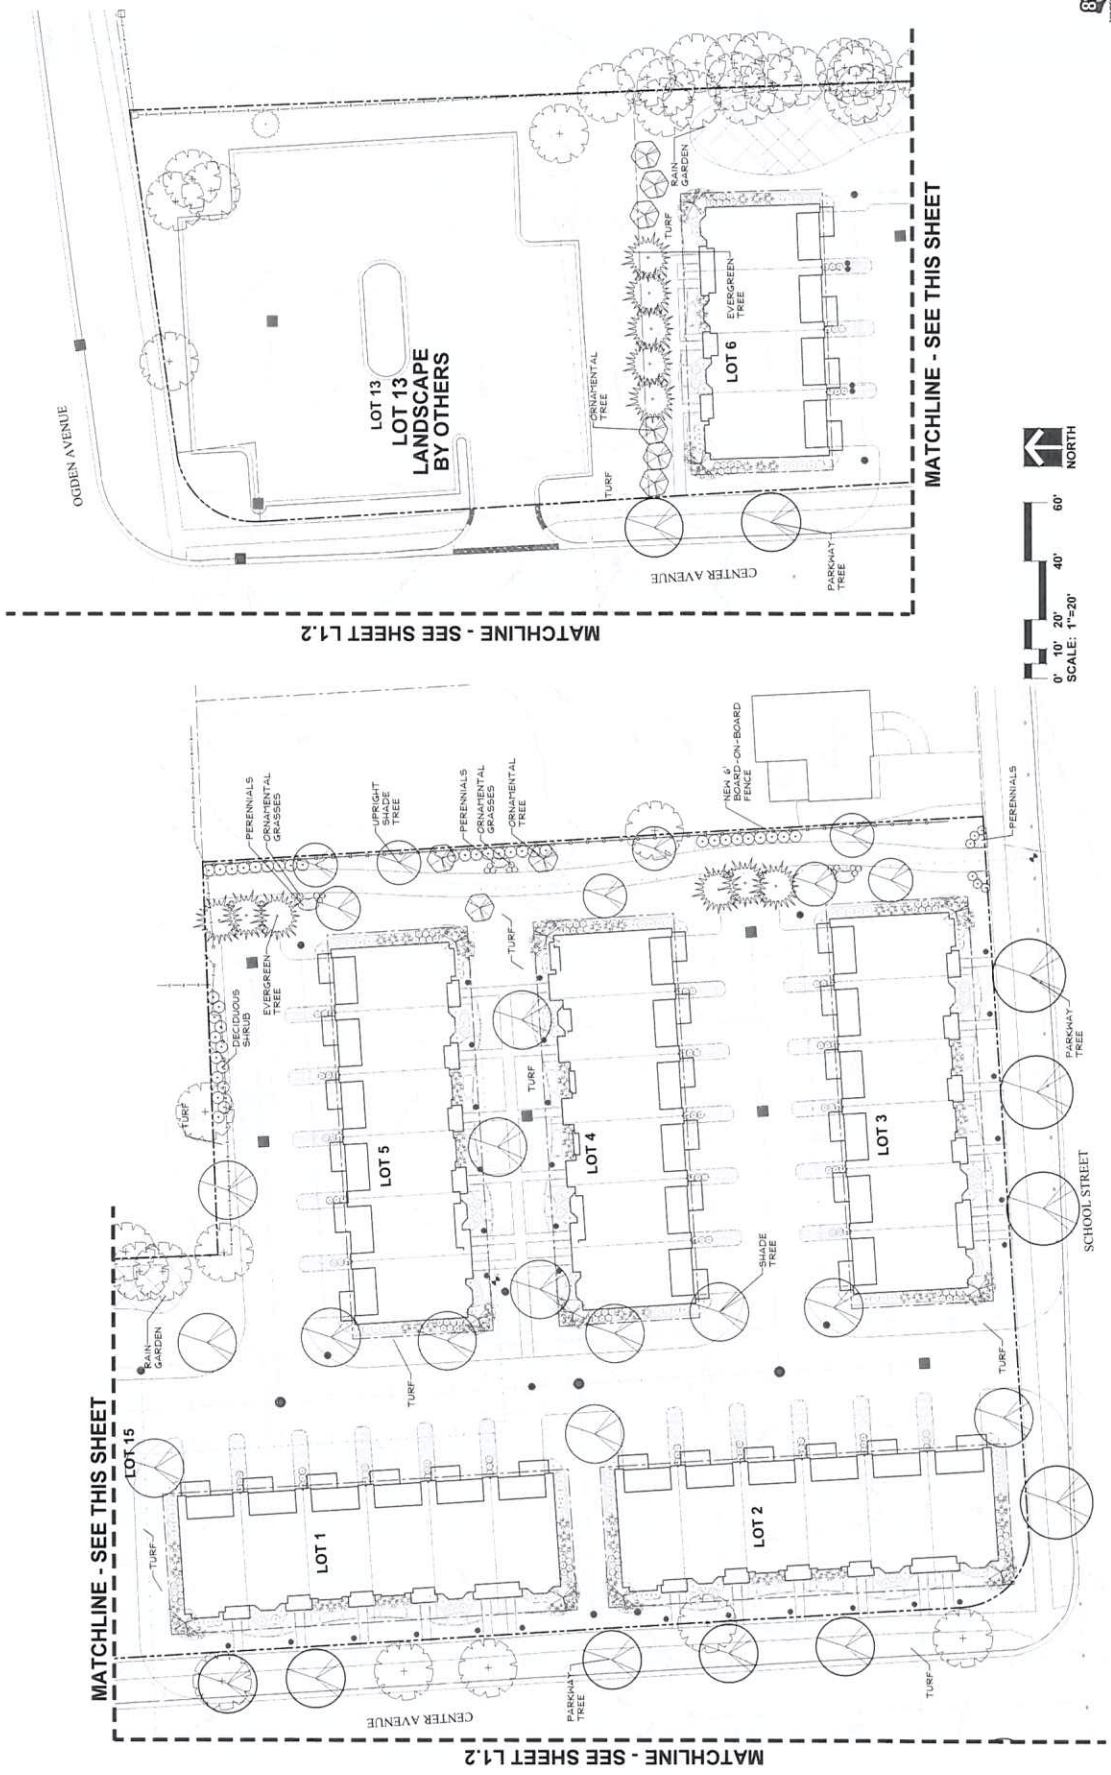 OGDEN AVENUE
LOT 13
LOT 13
LANDSCAPE
BY OTHERS
ORNAMENTAL
TREE
TURF
TURF
RAIN
GARDEN
EVERGREEN
TREE
LOT 6
CENTER AVENUE
PARKWAY
TREE
MATCHLINE - SEE THIS SHEET
MATCHLINE - SEE SHEET L1.2
0' 10' 20' 40' 60'
SCALE: 1"=20'
NORTH
MATCHLINE - SEE THIS SHEET
LOT 15
TURF
RAIN
GARDEN
TURF
DECIDUOUS
SHRUB
EVERGREEN
TREE
PERENNIALS
ORNAMENTAL
GRASSES
UPRIGHT
SHADE
TREE
PERENNIALS
ORNAMENTAL
GRASSES
ORNAMENTAL
TREE
NEW 6'
BOARD-ON-BOARD
FENCE
PERENNIALS
LOT 5
TURF
TURF
TURF
LOT 4
SHADE
TREE
LOT 3
TURF
PARKWAY
TREE
SCHOOL STREET
LOT 1
LOT 2
CENTER AVENUE
PARKWAY
TREE
TURF
MATCHLINE - SEE SHEET L1.2